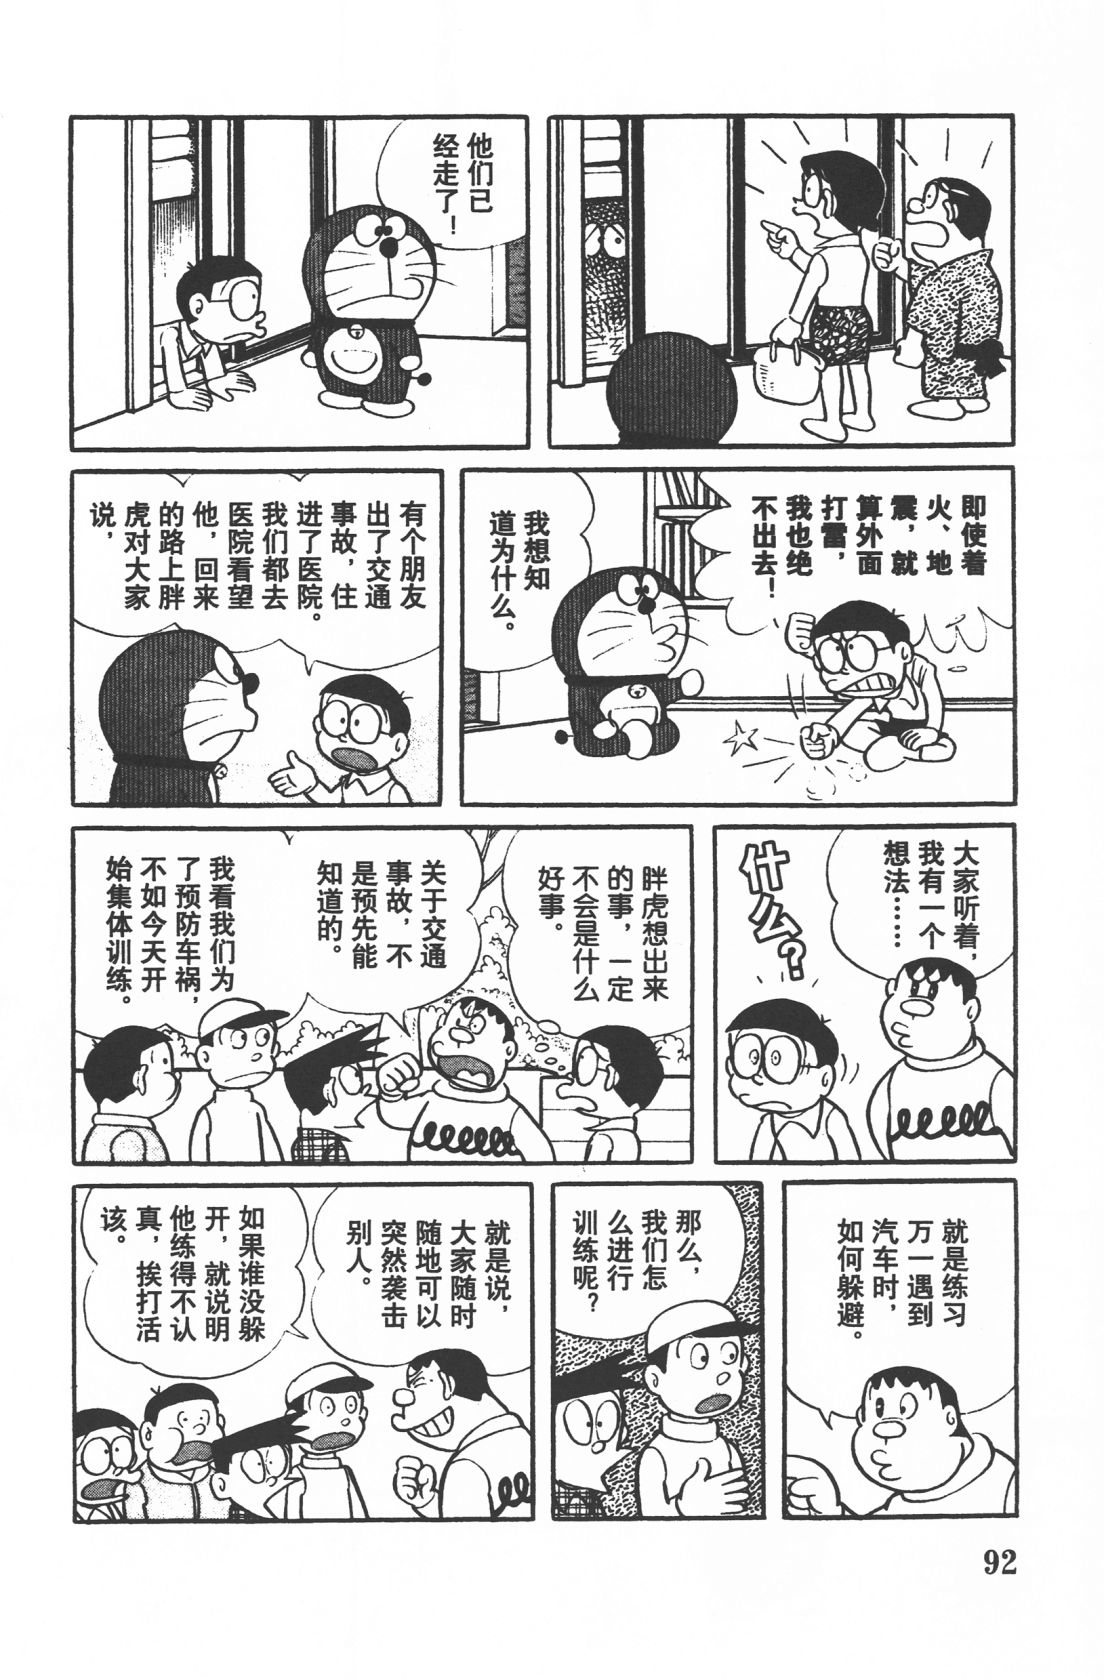 他们已
经走了！
即使着
火、地
震，就
算外面
打雷，
我也绝
不出去！
我想知
道为什么。
有个朋友
出了交通
事故，住
进了医院。
我们都去
医院看望
他，回来
的路上胖
虎对大家
说，
大家听着，
我有一个
想法……
什么？
胖虎想出来
的事，一定
不会是什么
好事。
关于交通
事故，不
是预先能
知道的。
我看我们为
了预防车祸，
不如今天开
始集体训练。
就是练习
万一遇到
汽车时，
如何躲避。
那么，
我们怎
么进行
训练呢？
就是说，
大家随时
随地可以
突然袭击
别人。
如果谁没躲
开，就说明
他练得不认
真，挨打活
该。
92